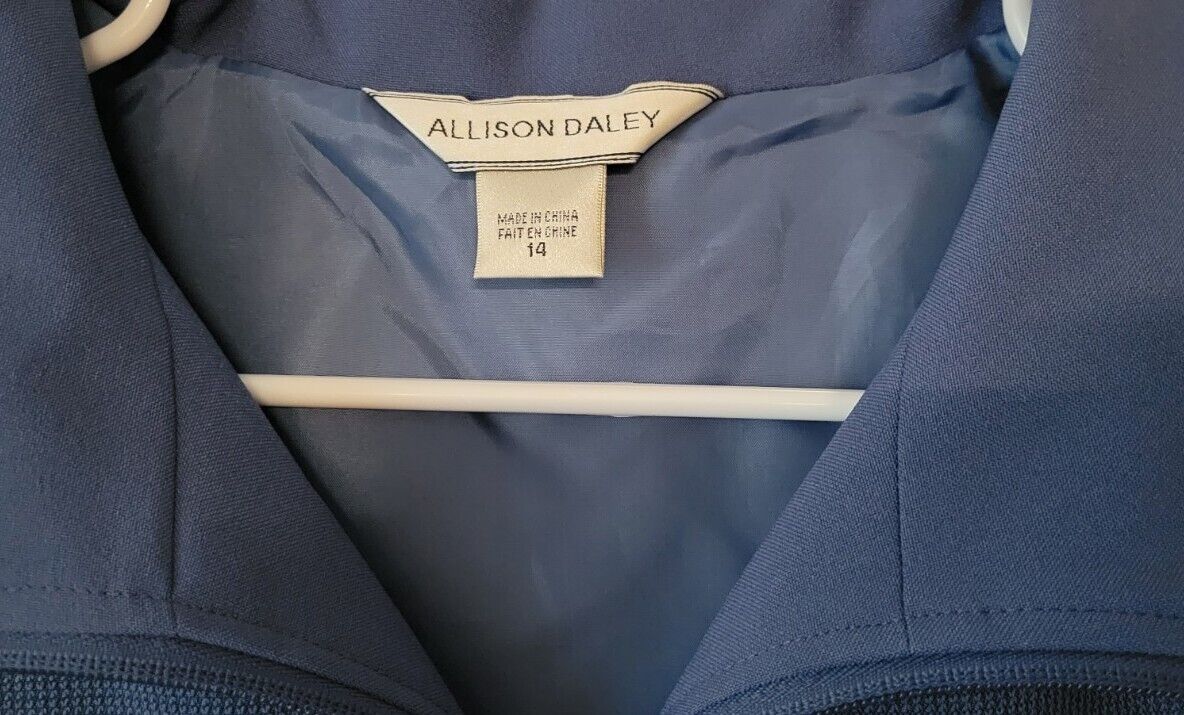 ALLISON DALEY
MADE IN CHINA
FAIT EN CHINE
14